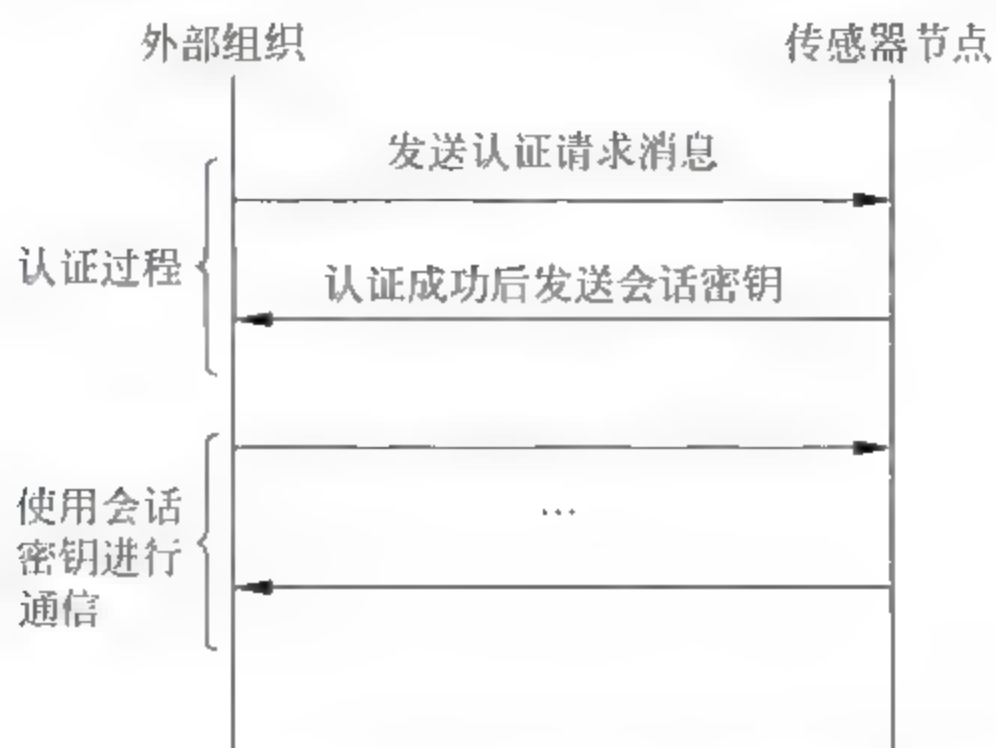 外部组织
传感器节点
发送认证请求消息
认证过程
认证成功后发送会话密钥
使用会话
密钥进行
通信
...